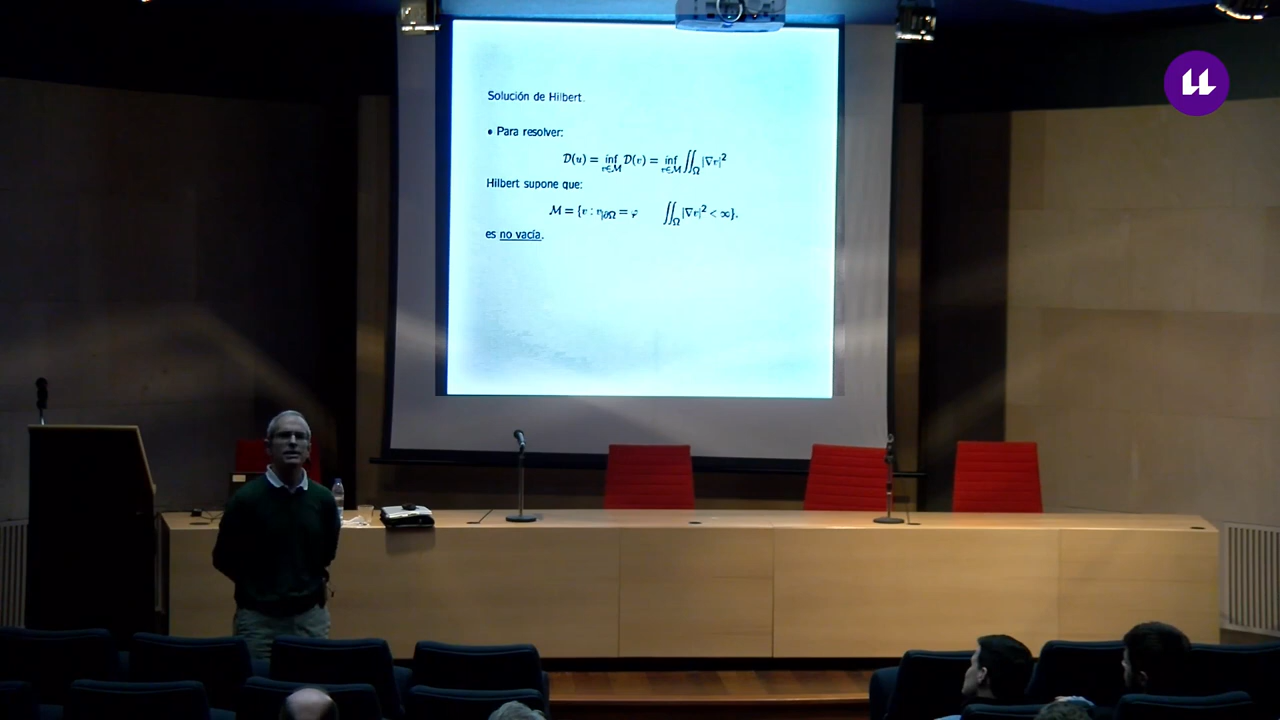 Solución de Hilbert.
• Para resolver:
𝒟(u) = inf_{v∈ℳ} 𝒟(v) = inf_{v∈ℳ} ∬_Ω |∇v|²
Hilbert supone que:
ℳ = {v : v|_{∂Ω} = φ ∬_Ω |∇v|² < ∞}.
es no vacía.